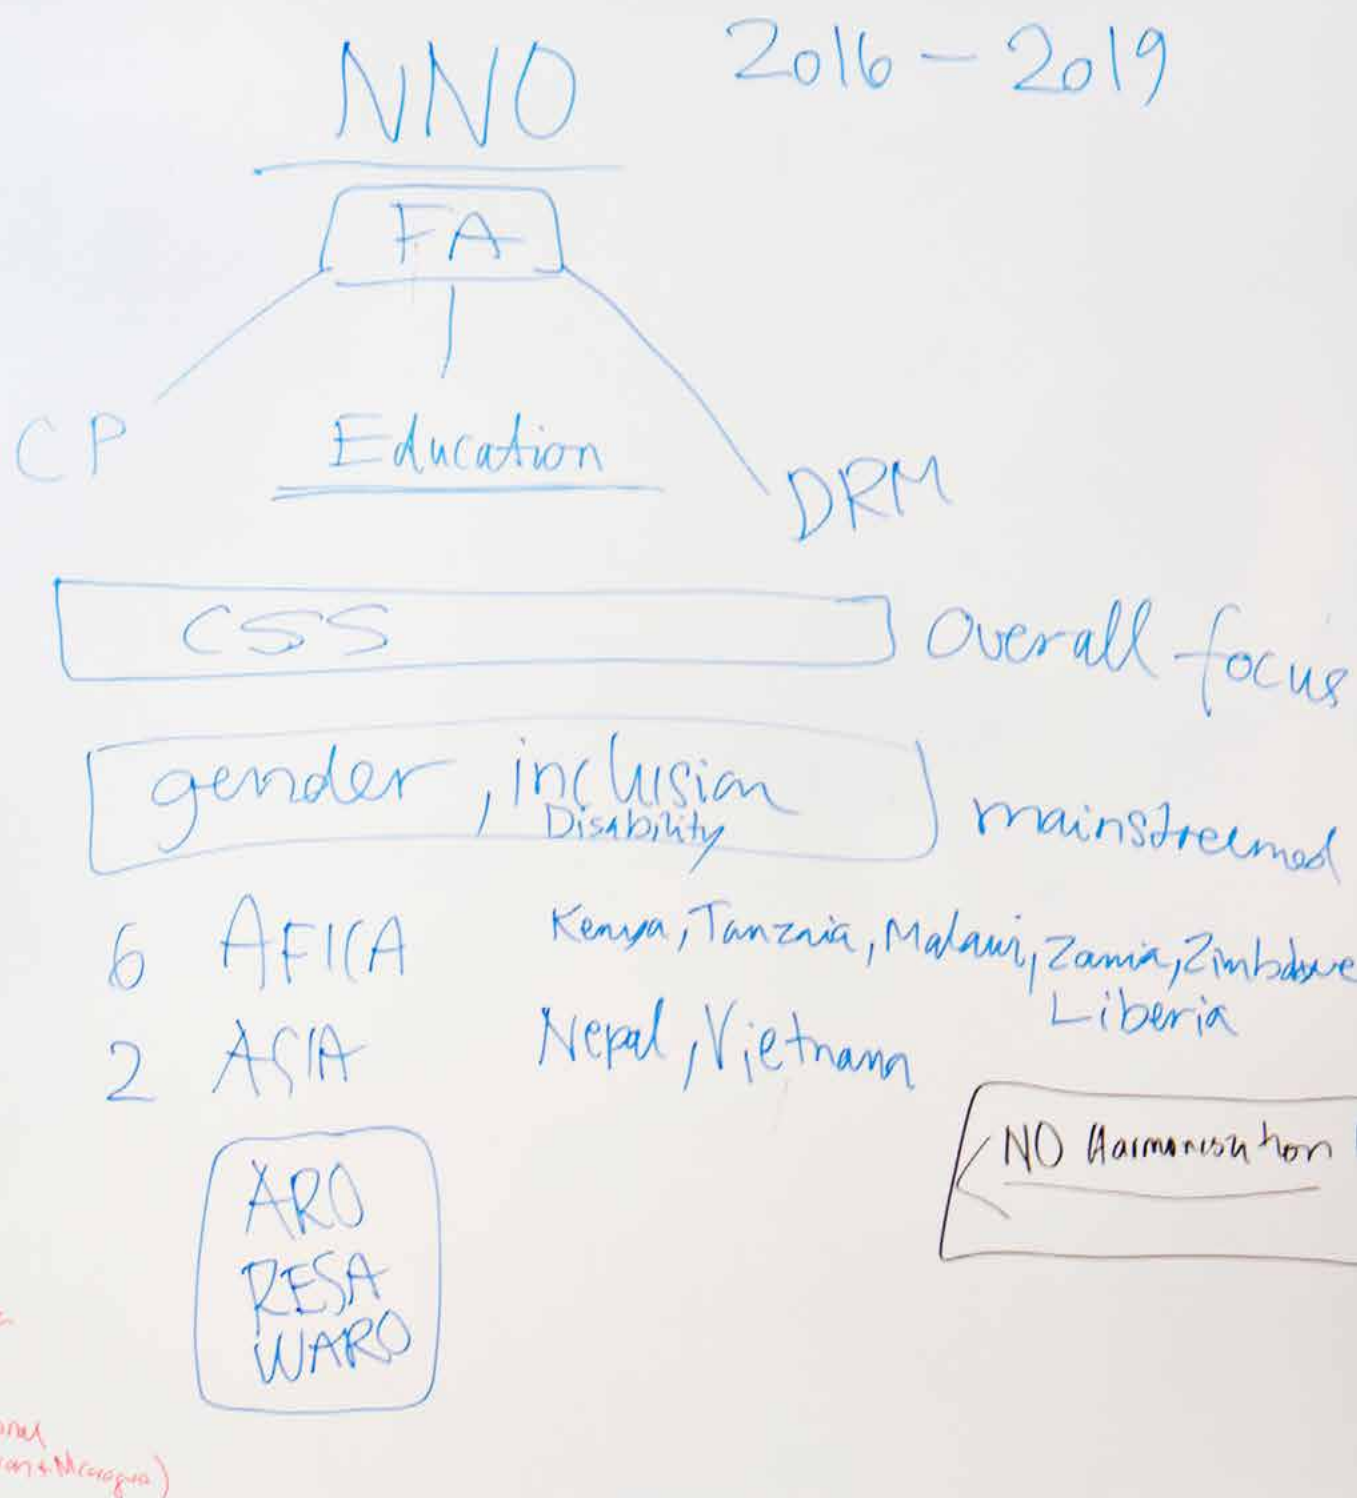 NNO 2016 - 2019
FA
CP Education DRM
CSS Overall focus
gender, inclusion mainstreemed
Disability
6 AFICA Kenya, Tanznia, Malawi, Zamia, Zimbabwe
Liberia
2 ASIA Nepal, Vietnam
NO Harmonisation
ARO
RESA
WARO